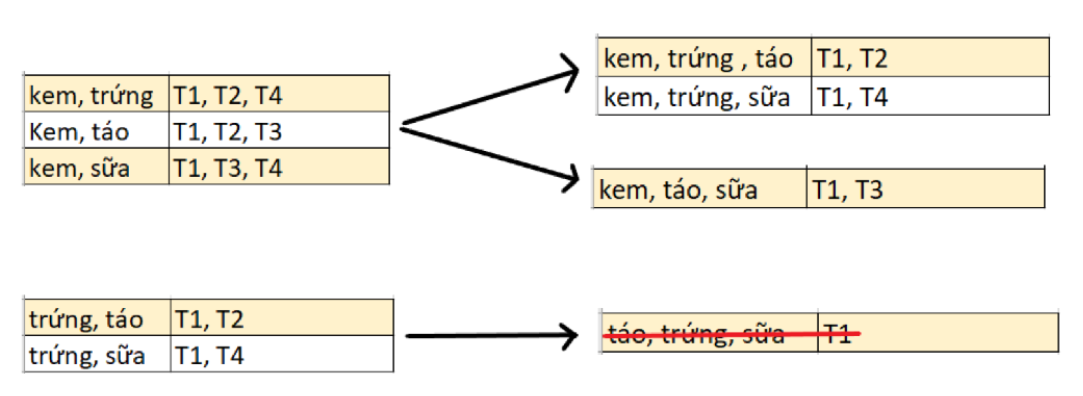 kem, trứng T1, T2, T4
Kem, táo T1, T2, T3
kem, sữa T1, T3, T4
kem, trứng , táo T1, T2
kem, trứng, sữa T1, T4
kem, táo, sữa T1, T3
trứng, táo T1, T2
trứng, sữa T1, T4
táo, trứng, sữa T1